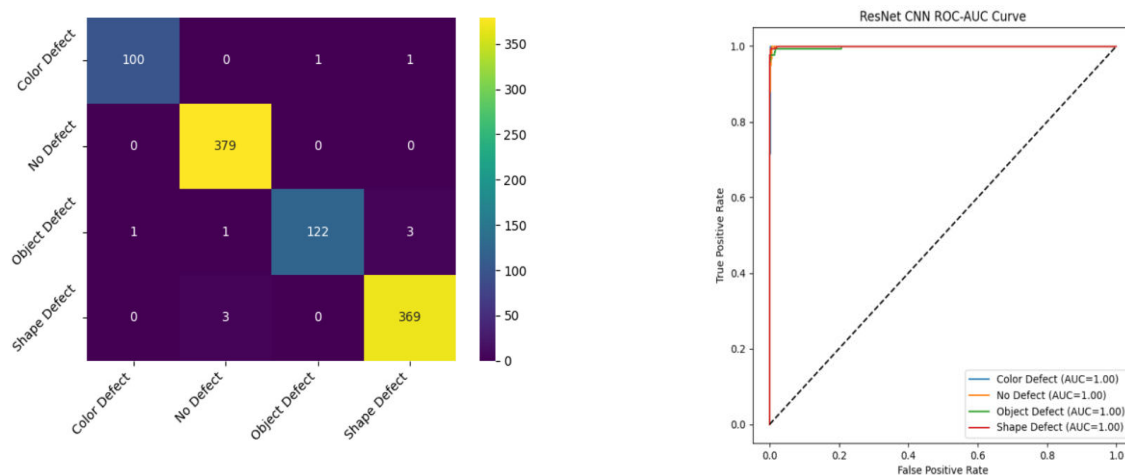 Color Defect
No Defect
Object Defect
Shape Defect
100 0 1 1
0 379 0 0
1 1 122 3
0 3 0 369
Color Defect
No Defect
Object Defect
Shape Defect
350
300
250
200
150
100
50
0
ResNet CNN ROC-AUC Curve
True Positive Rate
1.0
0.8
0.6
0.4
0.2
0.0
Color Defect (AUC=1.00)
No Defect (AUC=1.00)
Object Defect (AUC=1.00)
Shape Defect (AUC=1.00)
0.0 0.2 0.4 0.6 0.8 1.0
False Positive Rate